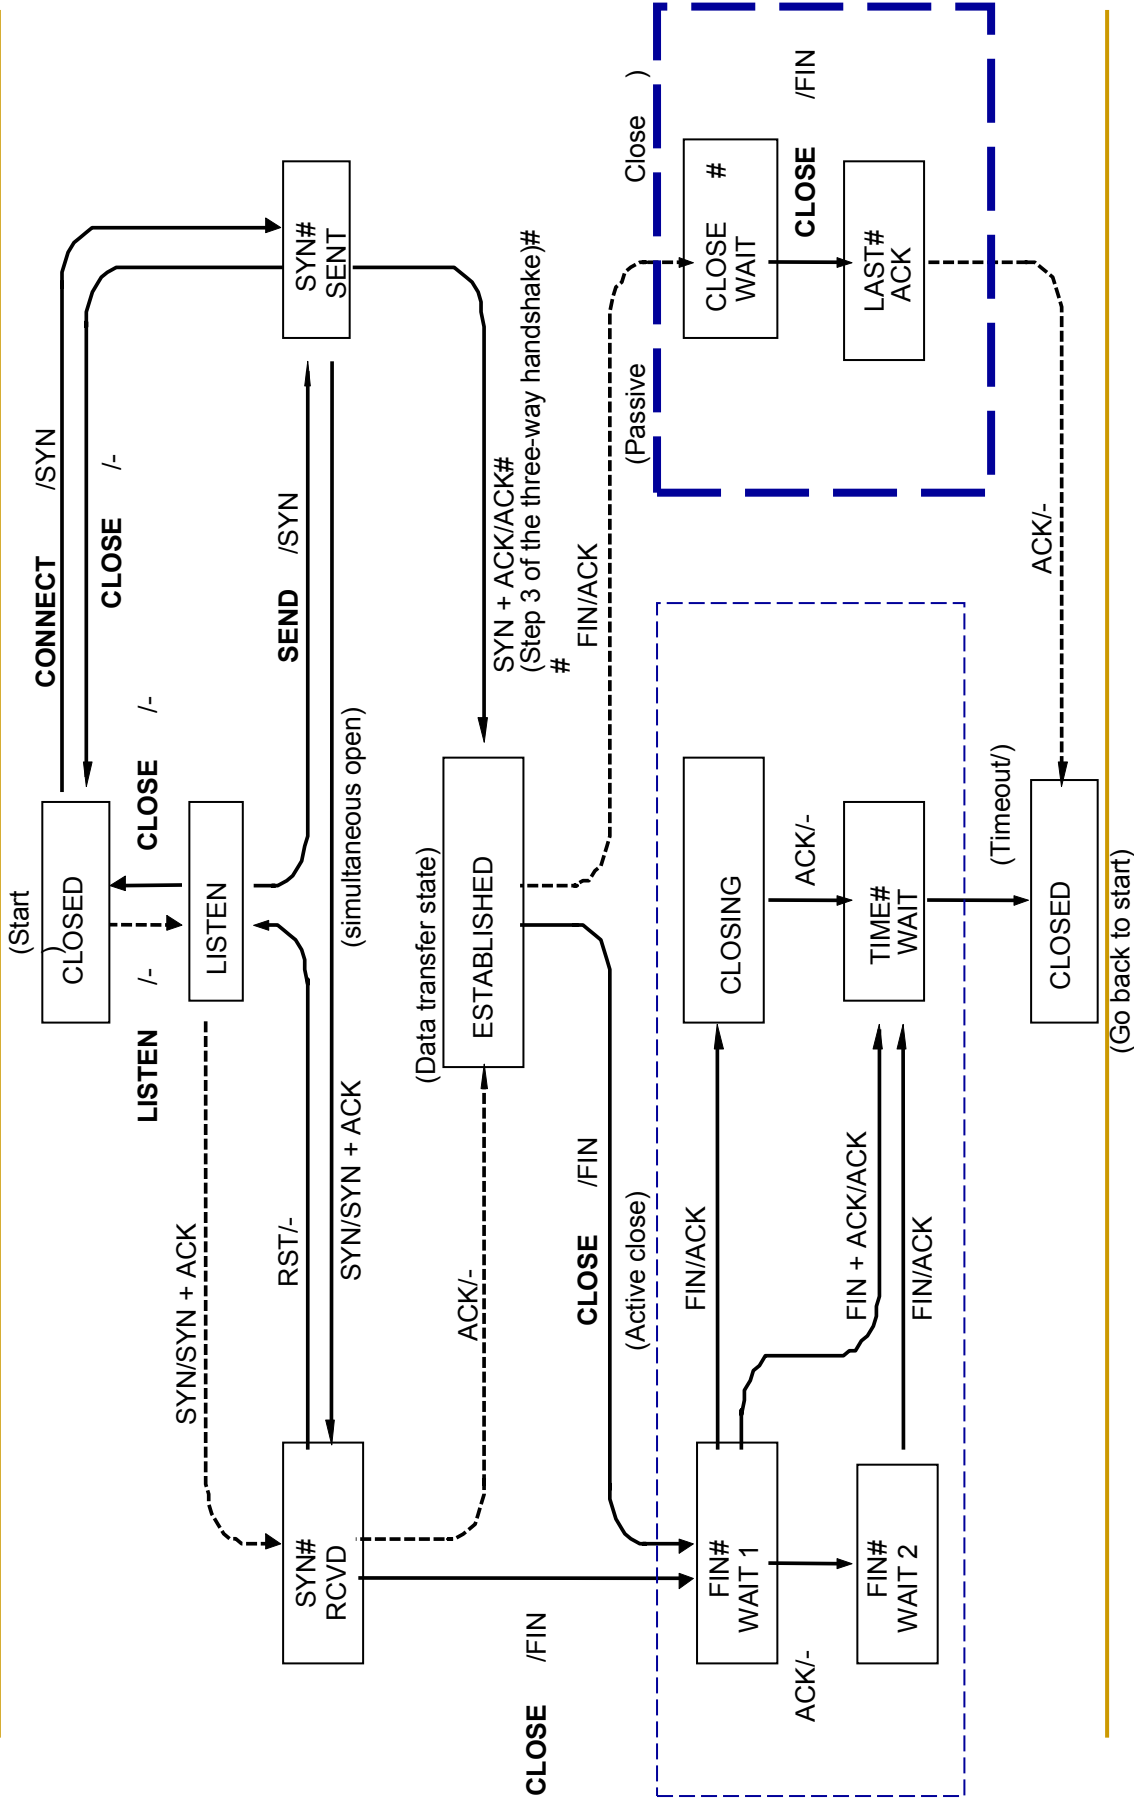 (Start
)
CLOSED
CONNECT /SYN
CLOSE /-
LISTEN /-
CLOSE /-
LISTEN
SYN/SYN + ACK
RST/-
SEND /SYN
SYN#
RCVD
SYN#
SENT
SYN/SYN + ACK
(simultaneous open)
(Data transfer state)
ACK/-
ESTABLISHED
SYN + ACK/ACK#
(Step 3 of the three-way handshake)#
#
CLOSE /FIN
CLOSE /FIN
FIN/ACK
(Active close)
(Passive Close )
FIN/ACK
FIN#
WAIT 1
CLOSING
CLOSE #
WAIT
ACK/-
ACK/-
CLOSE /FIN
FIN + ACK/ACK
FIN#
WAIT 2
FIN/ACK
TIME#
WAIT
LAST#
ACK
(Timeout/)
ACK/-
CLOSED
(Go back to start)